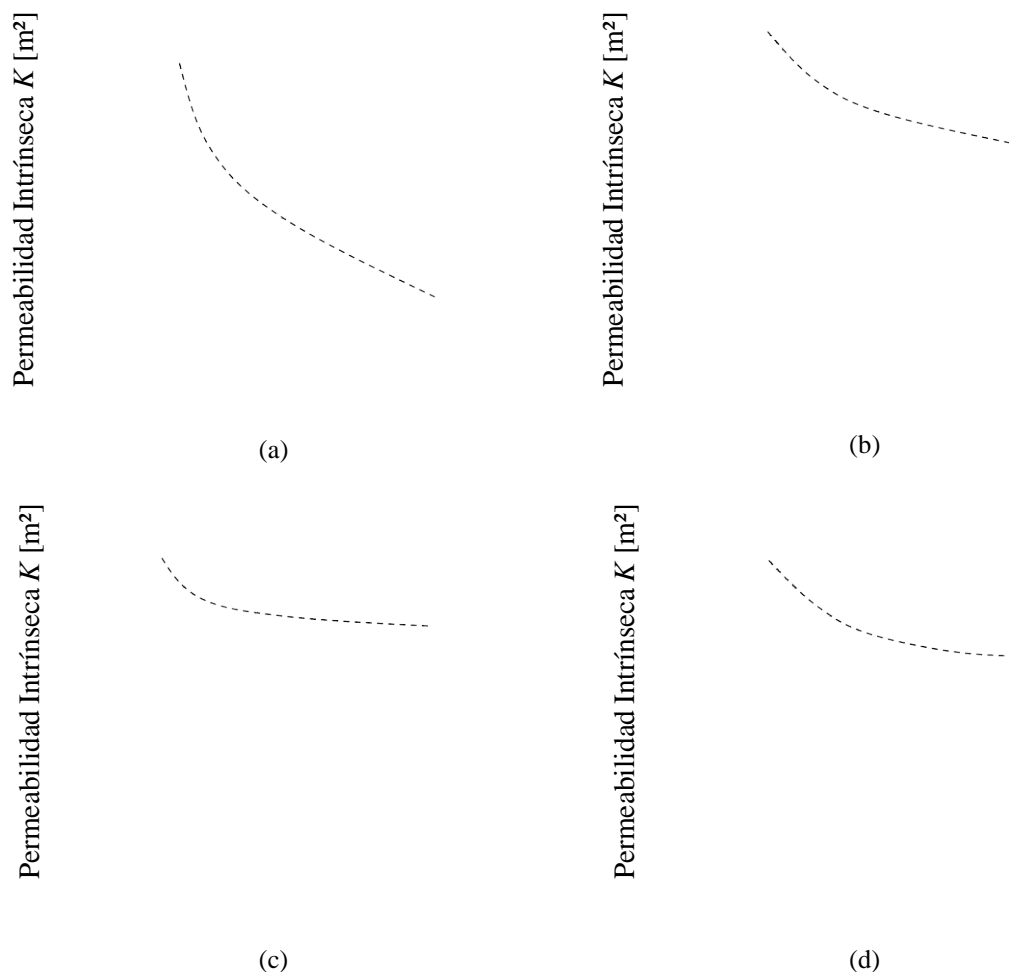 Permeabilidad Intrínseca K [m²]
(a)
Permeabilidad Intrínseca K [m²]
(b)
Permeabilidad Intrínseca K [m²]
(c)
Permeabilidad Intrínseca K [m²]
(d)